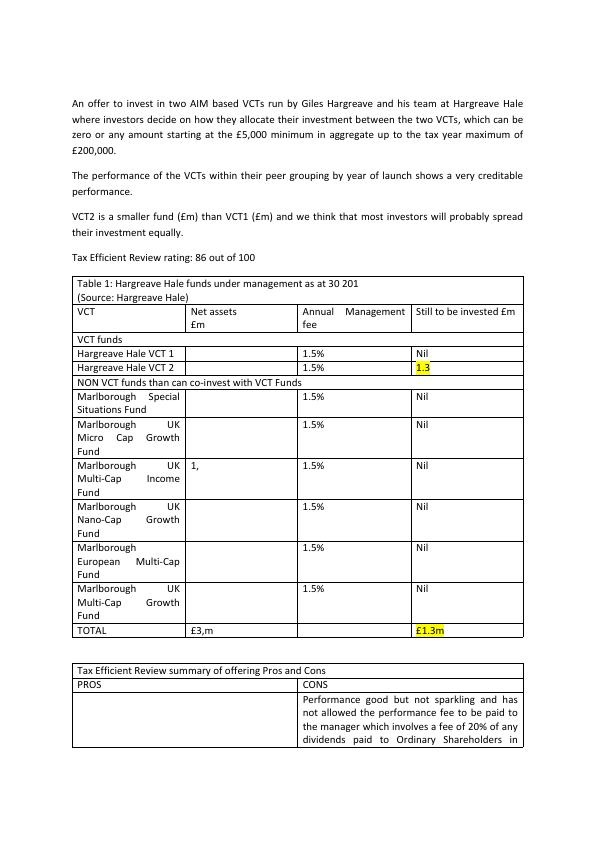 An offer to invest in two AIM based VCTs run by Giles Hargreave and his team at Hargreave Hale
where investors decide on how they allocate their investment between the two VCTs, which can be
zero or any amount starting at the £5,000 minimum in aggregate up to the tax year maximum of
£200,000.
The performance of the VCTs within their peer grouping by year of launch shows a very creditable
performance.
VCT2 is a smaller fund (£m) than VCT1 (£m) and we think that most investors will probably spread
their investment equally.
Tax Efficient Review rating: 86 out of 100
Table 1: Hargreave Hale funds under management as at 30 201
(Source: Hargreave Hale)
VCT Net assets Annual Management Still to be invested £m
£m fee
VCT funds
Hargreave Hale VCT 1 1.5% Nil
Hargreave Hale VCT 2 1.5% 1.3
NON VCT funds than can co-invest with VCT Funds
Marlborough Special 1.5% Nil
Situations Fund
Marlborough UK 1.5% Nil
Micro Cap Growth
Fund
Marlborough UK 1, 1.5% Nil
Multi-Cap Income
Fund
Marlborough UK 1.5% Nil
Nano-Cap Growth
Fund
Marlborough 1.5% Nil
European Multi-Cap
Fund
Marlborough UK 1.5% Nil
Multi-Cap Growth
Fund
TOTAL £3,m £1.3m
Tax Efficient Review summary of offering Pros and Cons
PROS CONS
Performance good but not sparkling and has
not allowed the performance fee to be paid to
the manager which involves a fee of 20% of any
dividends paid to Ordinary Shareholders in